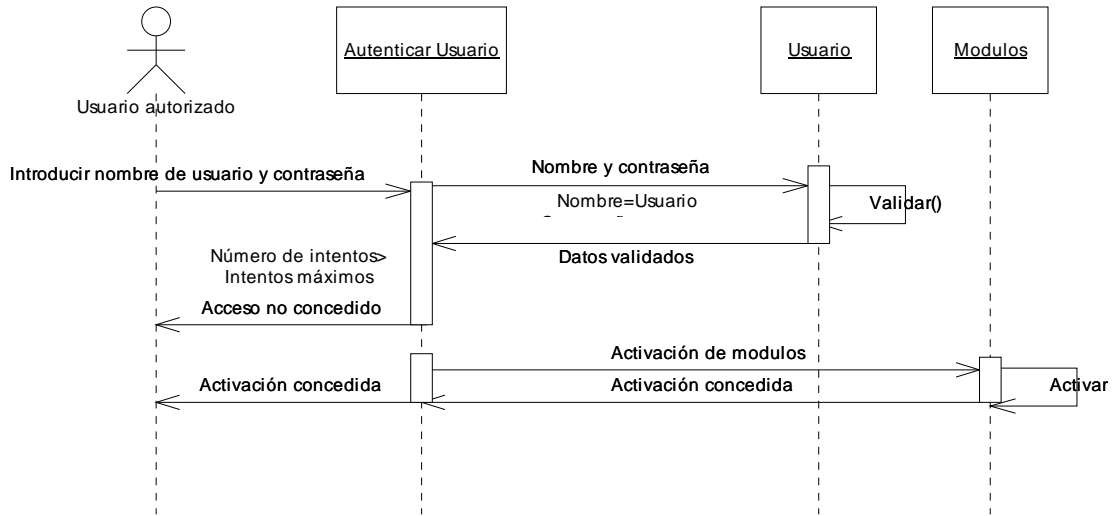 Autenticar Usuario
Usuario
Modulos
Usuario autorizado
Introducir nombre de usuario y contraseña
Nombre y contraseña
Validar()
Nombre=Usuario
Datos validados
Número de intentos>
Intentos máximos
Acceso no concedido
Activación de modulos
Activación concedida
Activación concedida
Activar